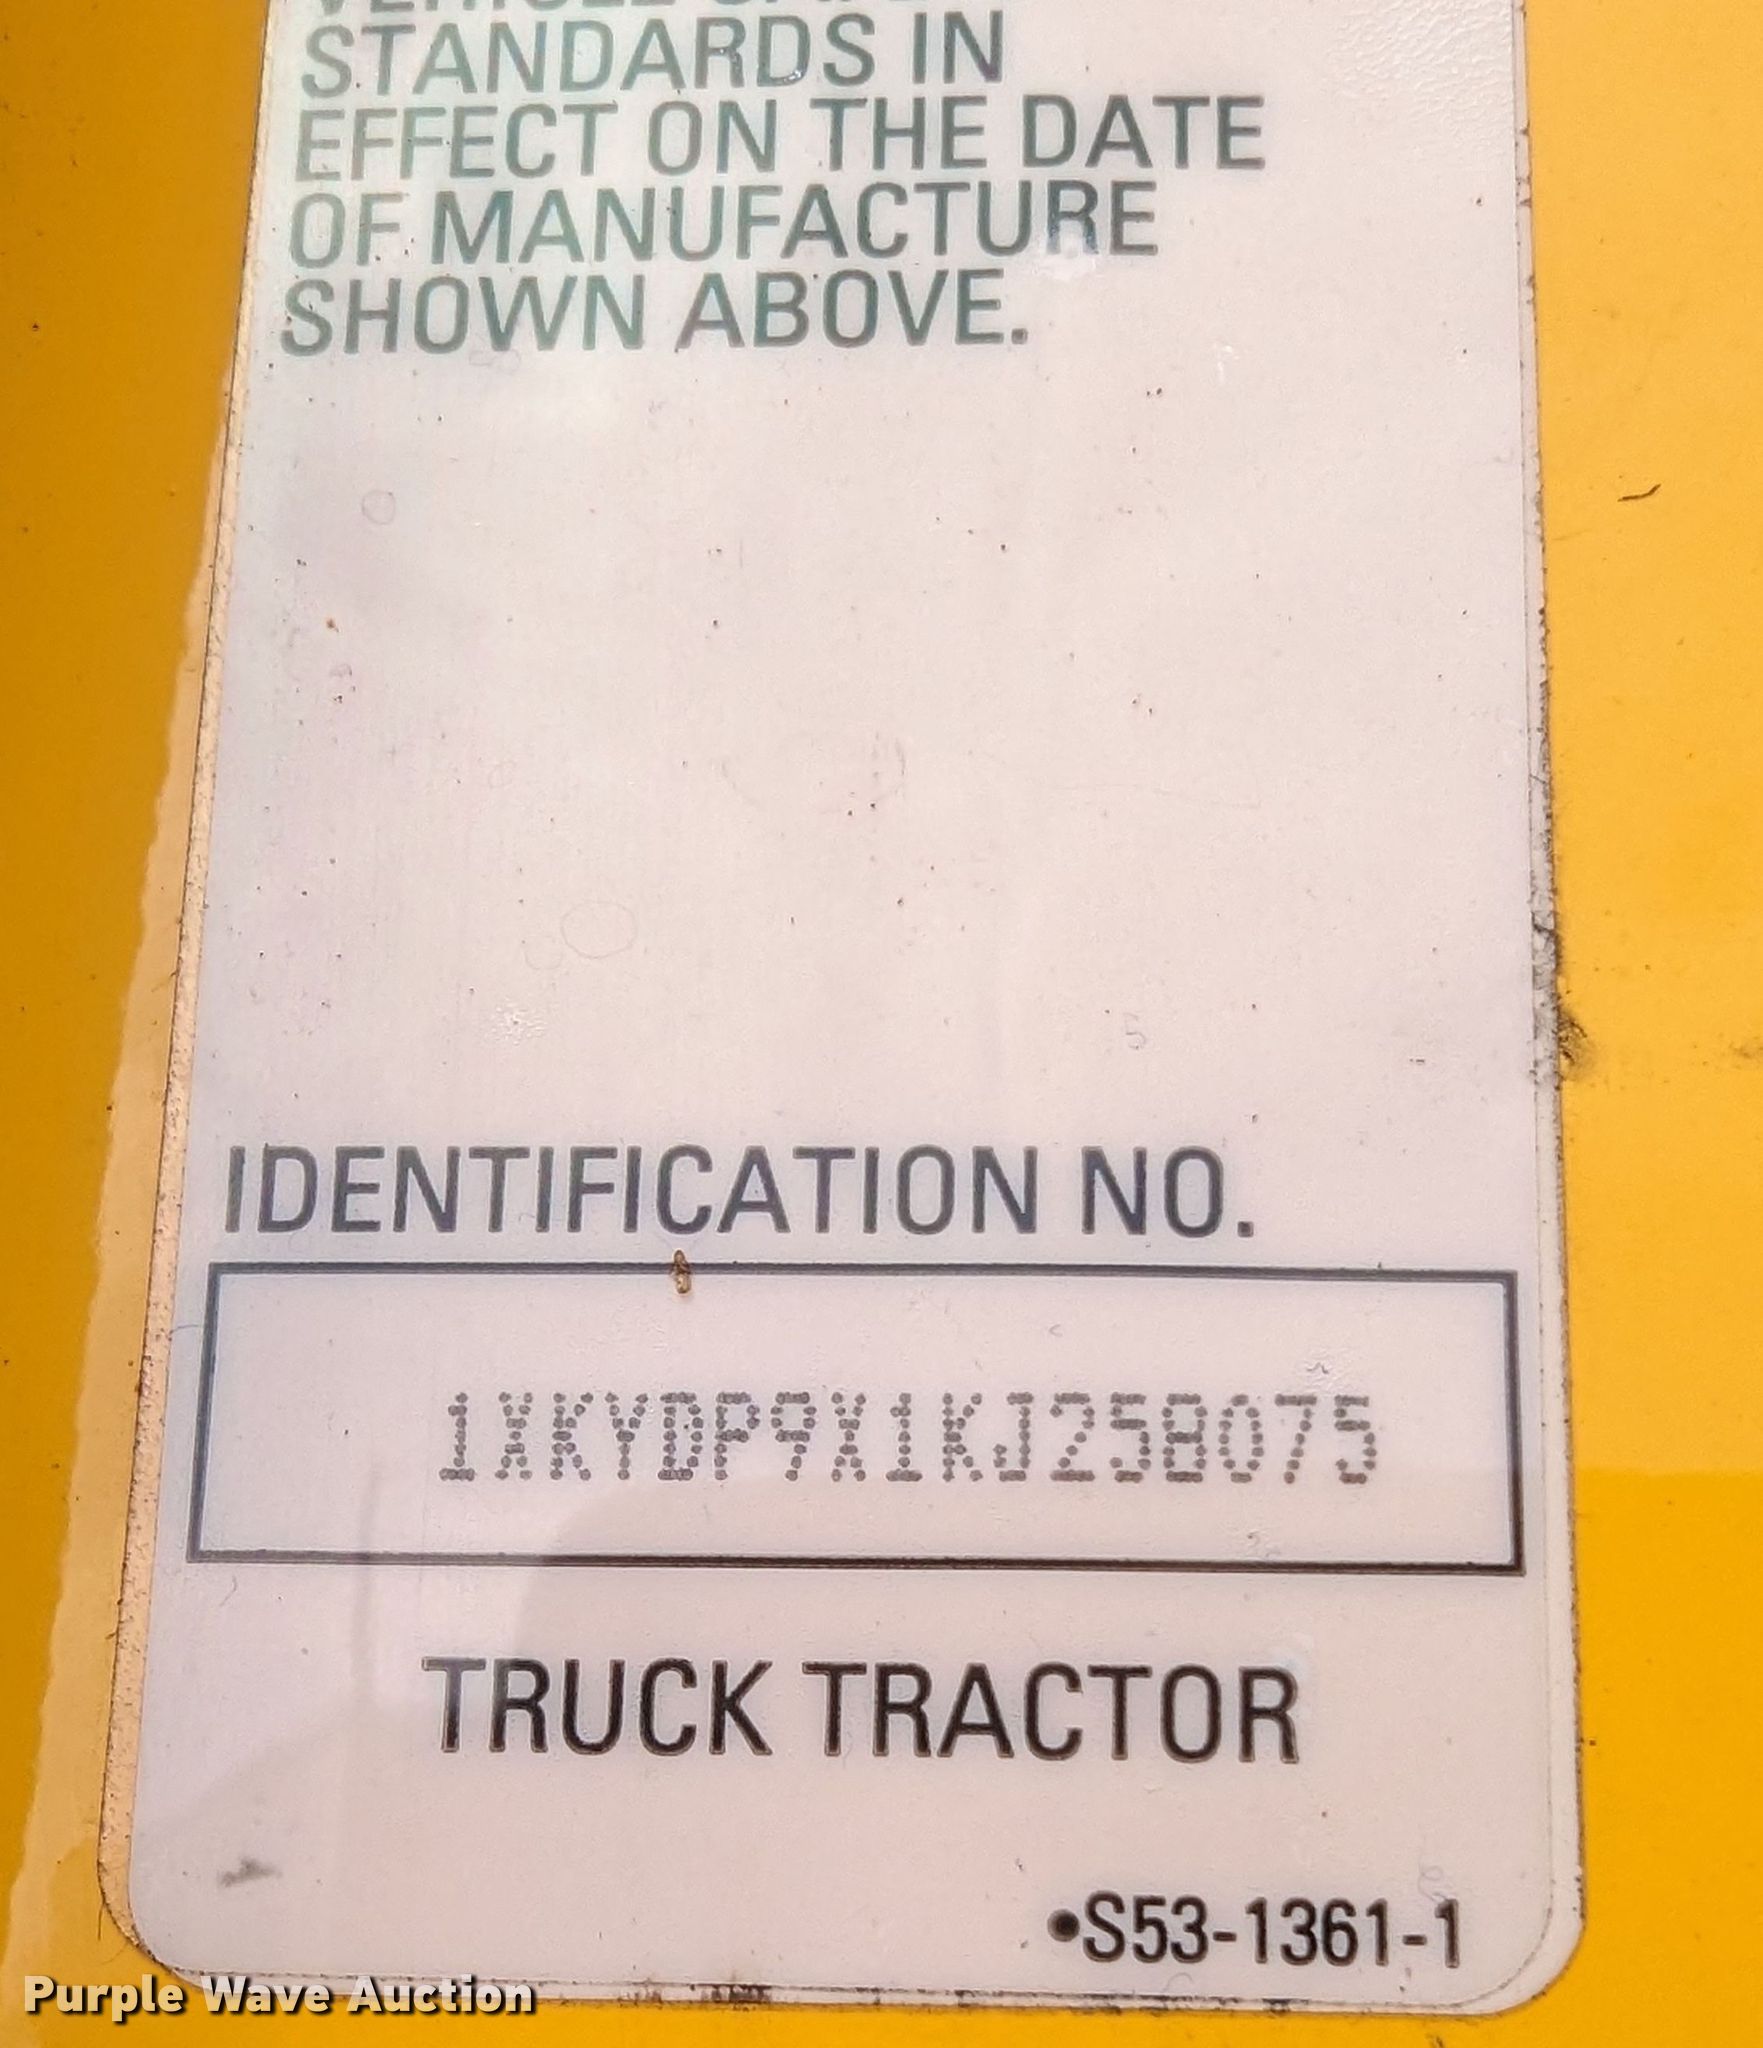 VEHICLE
STANDARDS IN
EFFECT ON THE DATE
OF MANUFACTURE
SHOWN ABOVE.
IDENTIFICATION NO.
1XKYDP9X1KJ258075
TRUCK TRACTOR
•S53-1361-1
Purple Wave Auction